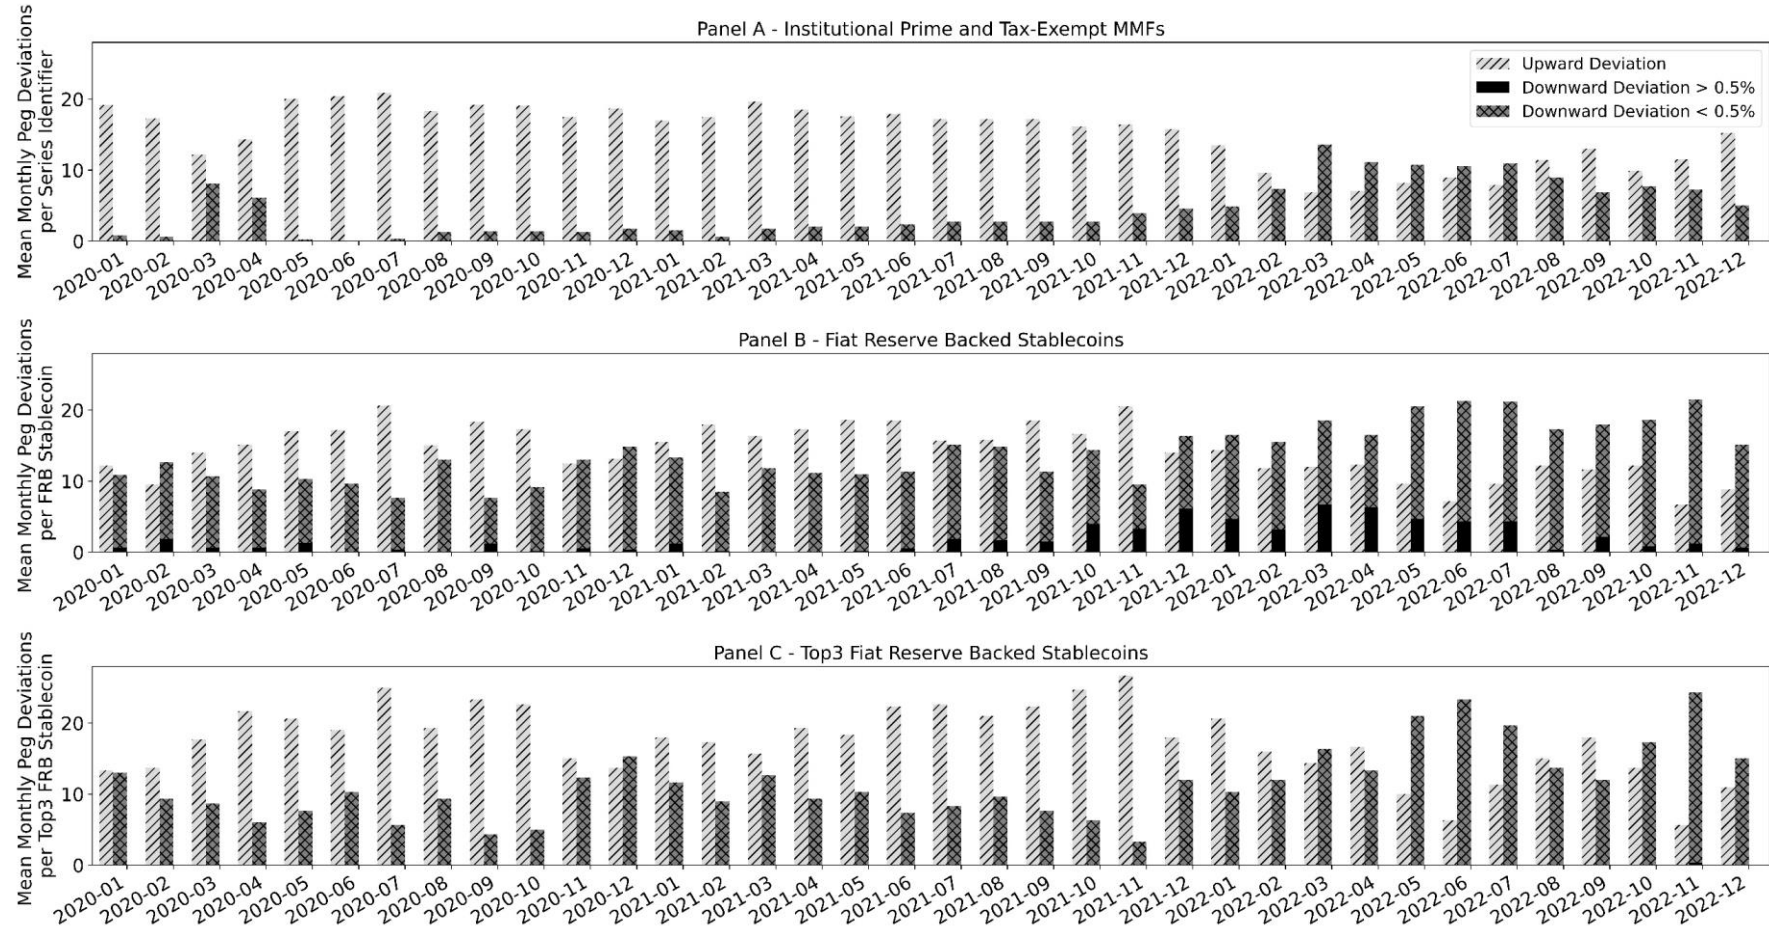 Panel A - Institutional Prime and Tax-Exempt MMFs
Mean Monthly Peg Deviations
per Series Identifier
20
10
0
Upward Deviation
Downward Deviation > 0.5%
Downward Deviation < 0.5%
2020-01 2020-02 2020-03 2020-04 2020-05 2020-06 2020-07 2020-08 2020-09 2020-10 2020-11 2020-12 2021-01 2021-02 2021-03 2021-04 2021-05 2021-06 2021-07 2021-08 2021-09 2021-10 2021-11 2021-12 2022-01 2022-02 2022-03 2022-04 2022-05 2022-06 2022-07 2022-08 2022-09 2022-10 2022-11 2022-12
Panel B - Fiat Reserve Backed Stablecoins
Mean Monthly Peg Deviations
per FRB Stablecoin
20
10
0
2020-01 2020-02 2020-03 2020-04 2020-05 2020-06 2020-07 2020-08 2020-09 2020-10 2020-11 2020-12 2021-01 2021-02 2021-03 2021-04 2021-05 2021-06 2021-07 2021-08 2021-09 2021-10 2021-11 2021-12 2022-01 2022-02 2022-03 2022-04 2022-05 2022-06 2022-07 2022-08 2022-09 2022-10 2022-11 2022-12
Panel C - Top3 Fiat Reserve Backed Stablecoins
Mean Monthly Peg Deviations
per Top3 FRB Stablecoin
20
10
0
2020-01 2020-02 2020-03 2020-04 2020-05 2020-06 2020-07 2020-08 2020-09 2020-10 2020-11 2020-12 2021-01 2021-02 2021-03 2021-04 2021-05 2021-06 2021-07 2021-08 2021-09 2021-10 2021-11 2021-12 2022-01 2022-02 2022-03 2022-04 2022-05 2022-06 2022-07 2022-08 2022-09 2022-10 2022-11 2022-12